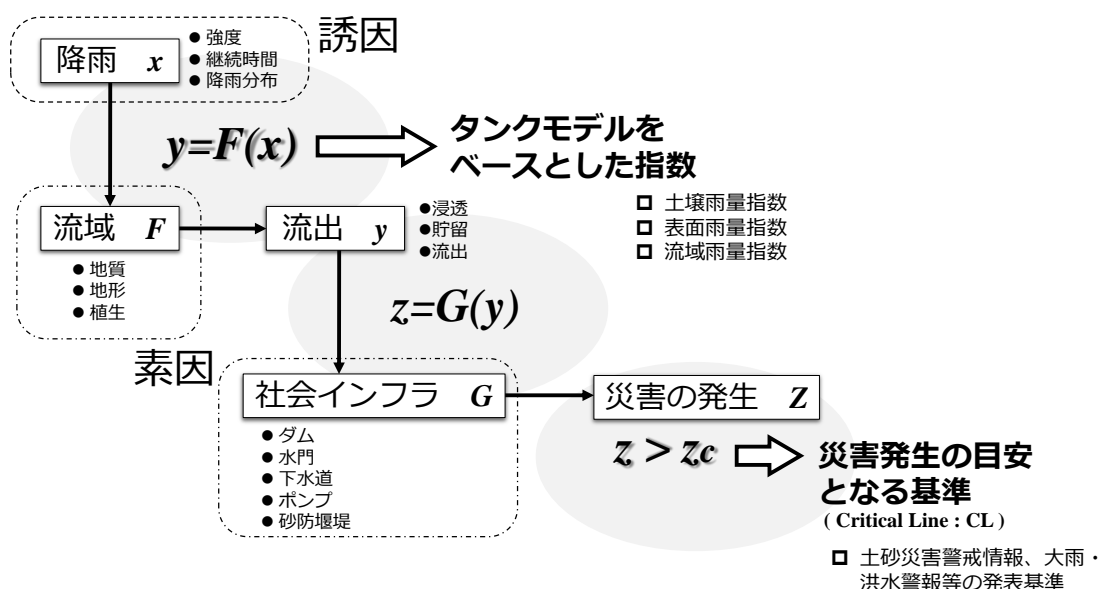 誘因
降雨 x
● 強度
● 継続時間
● 降雨分布
y=F(x)
タンクモデルを
ベースとした指数
流域 F
流出 y
●浸透
●貯留
●流出
土壌雨量指数
表面雨量指数
流域雨量指数
● 地質
● 地形
● 植生
z=G(y)
素因
社会インフラ G
災害の発生 Z
● ダム
● 水門
● 下水道
● ポンプ
● 砂防堰堤
z > zc
災害発生の目安
となる基準
( Critical Line : CL )
土砂災害警戒情報、大雨・
洪水警報等の発表基準